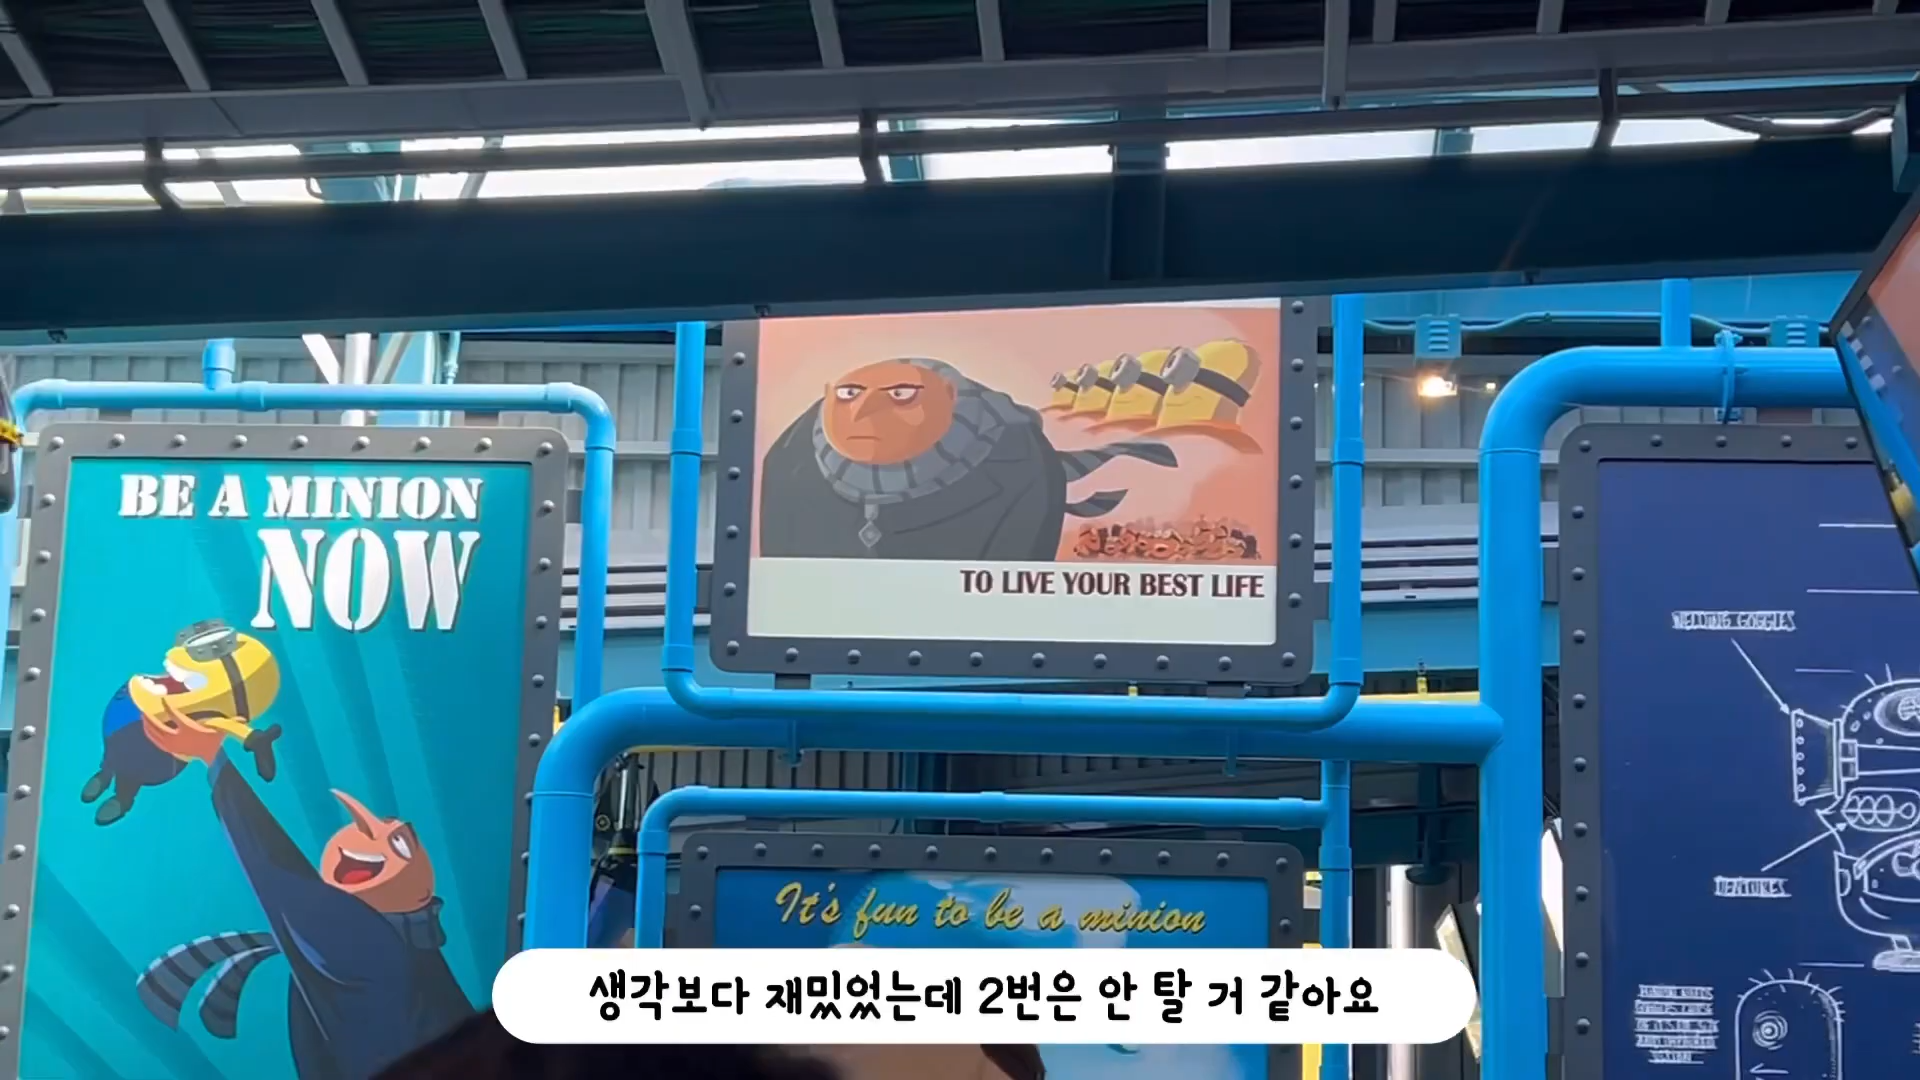 BE A MINION
NOW
TO LIVE YOUR BEST LIFE
It's fun to be a minion
WELDING GOGGLES
DENTURES
생각보다 재밌었는데 2번은 안 탈 거 같아요